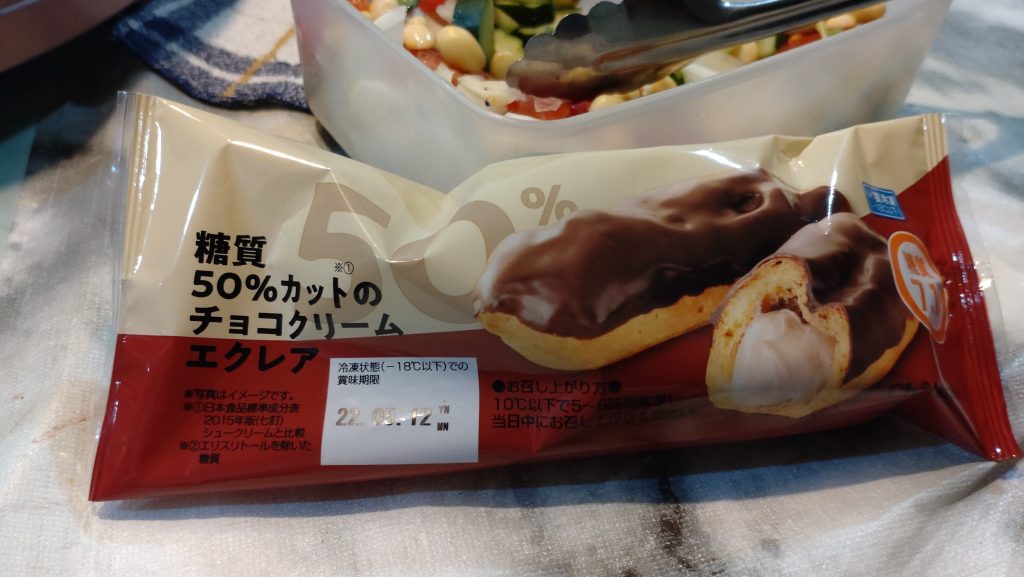 50%
糖質
※①
50%カットの
チョコクリーム
エクレア
※写真はイメージです。
※①日本食品標準成分表
2015年版(七訂)
シュークリームと比較
※②エリスリトールを除いた
糖質
冷凍状態(−18℃以下)での
賞味期限
22.05.12 YN
MN
●お召し上がり方●
10℃以下で5~6時間解凍し、
当日中にお召し上がりください。
糖質